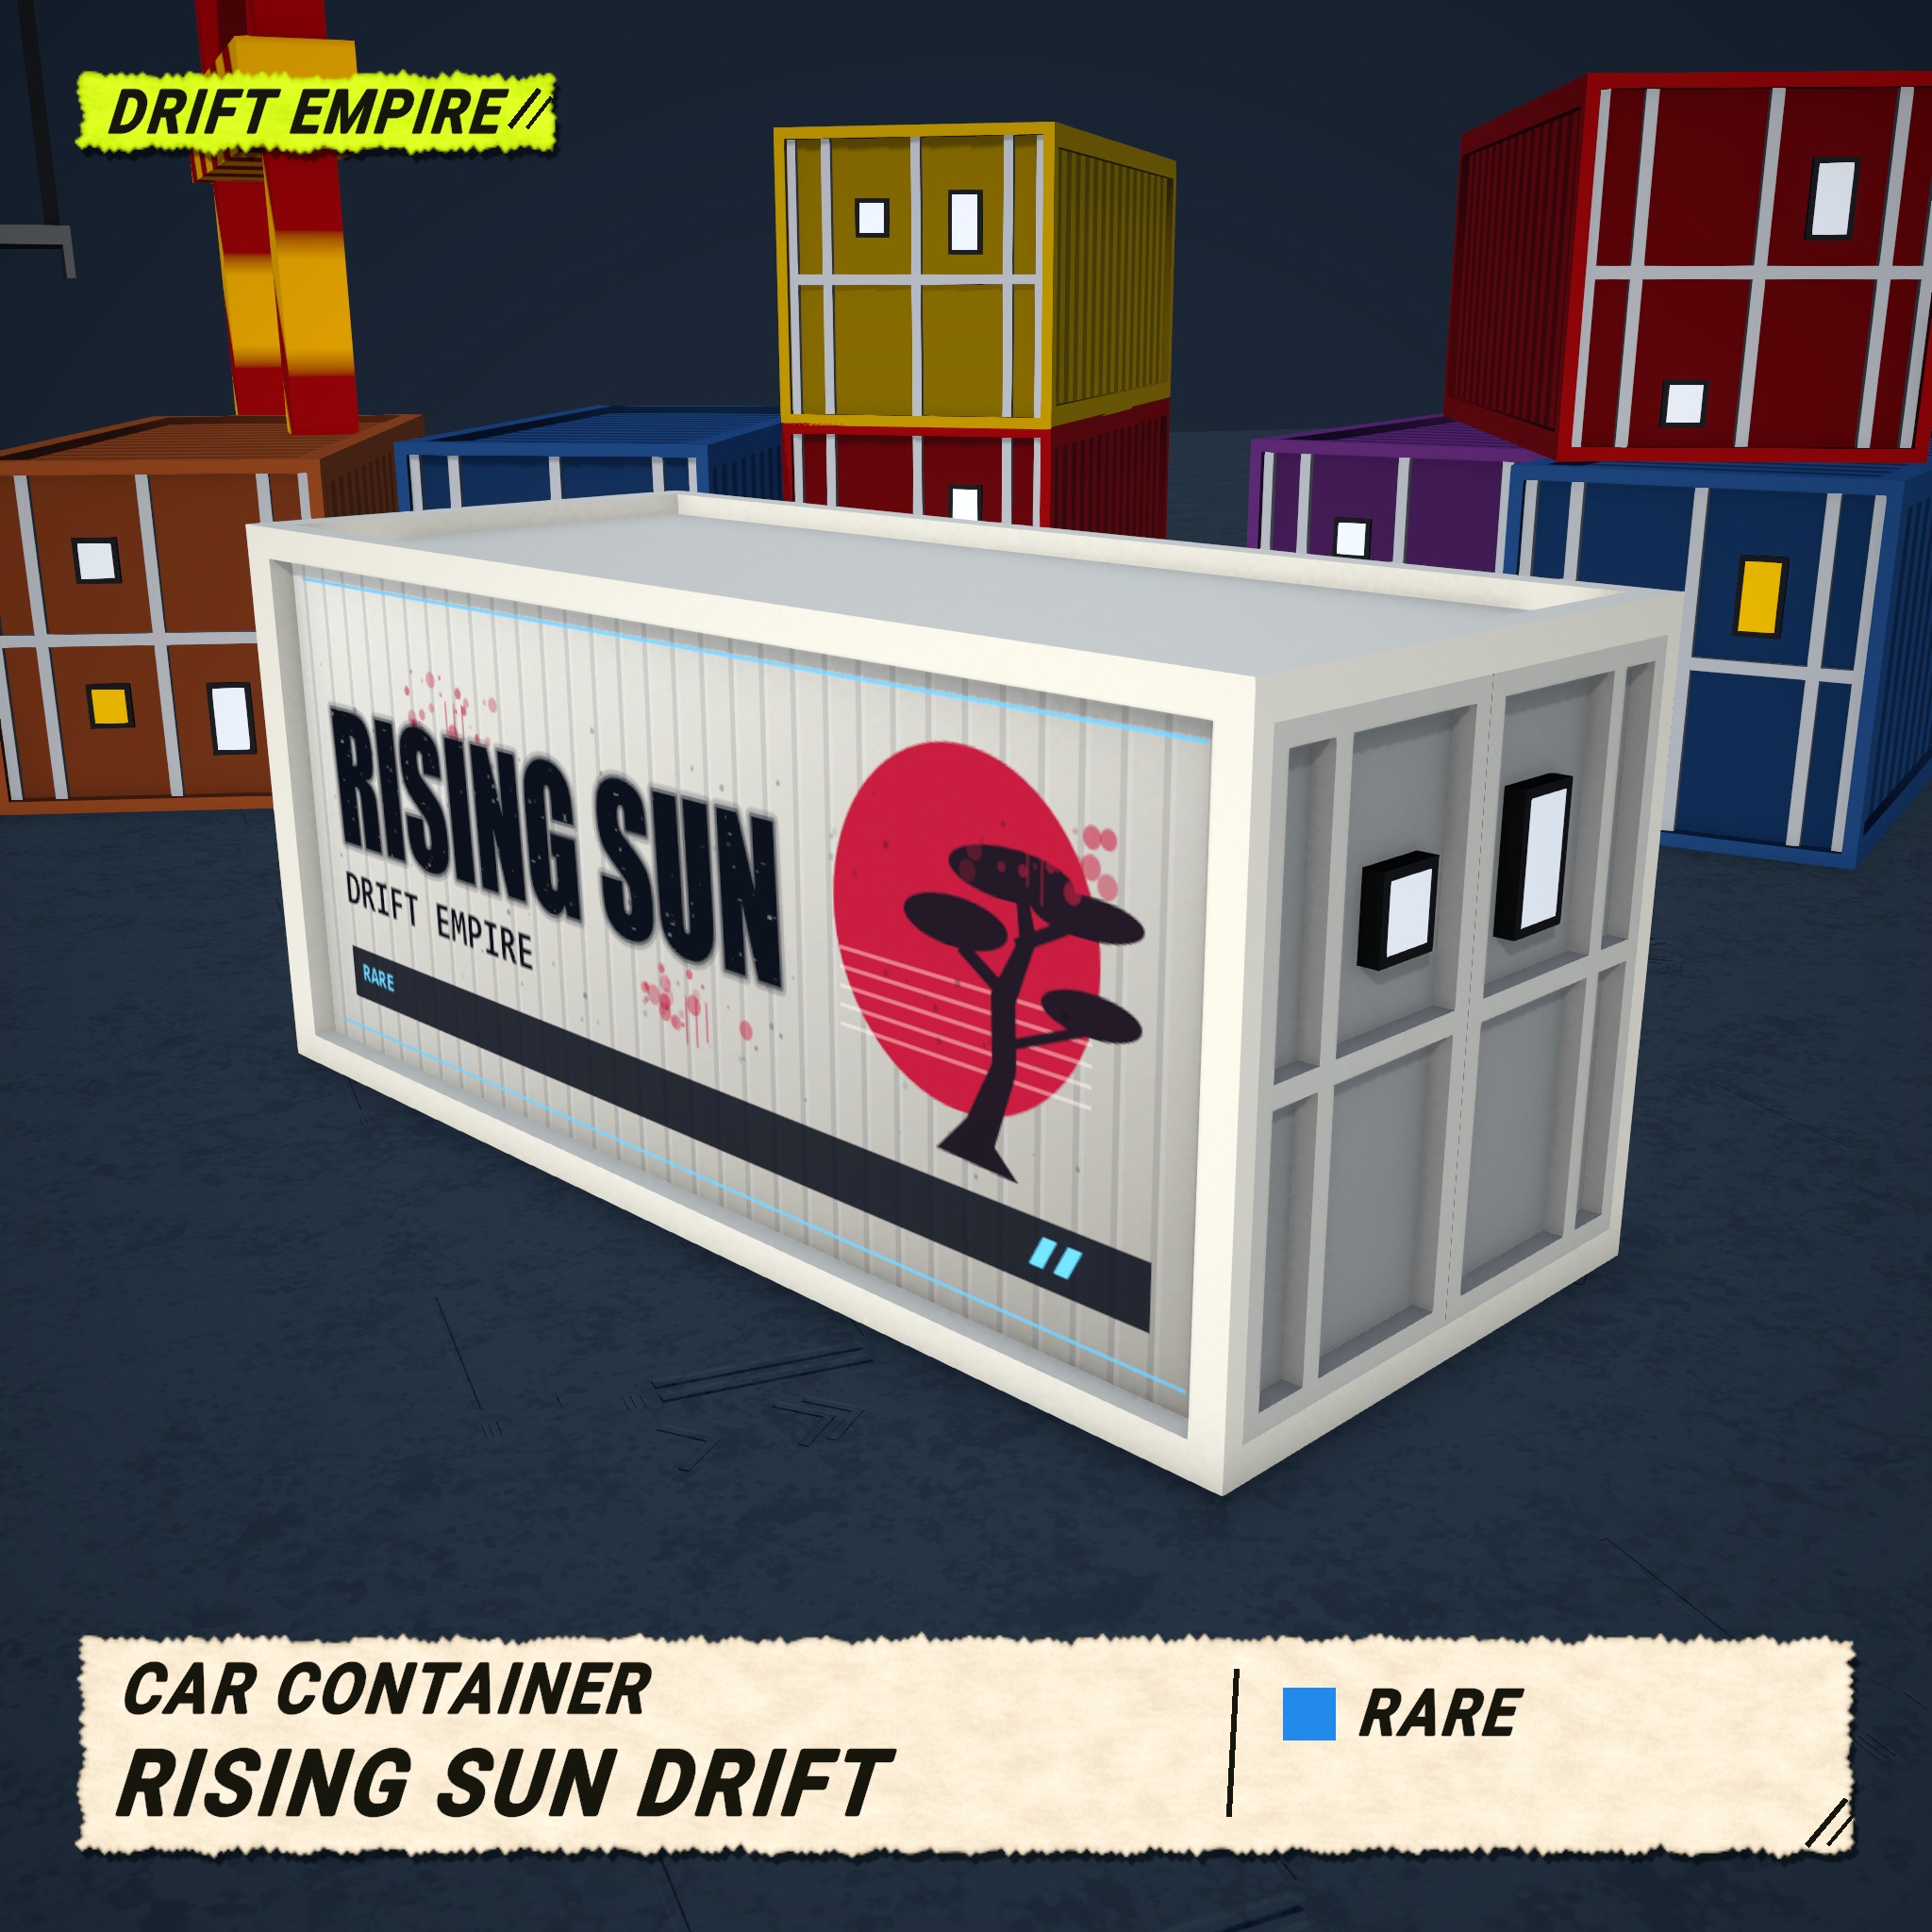 DRIFT EMPIRE//
RISING SUN
DRIFT EMPIRE
RARE
CAR CONTAINER
RISING SUN DRIFT
RARE